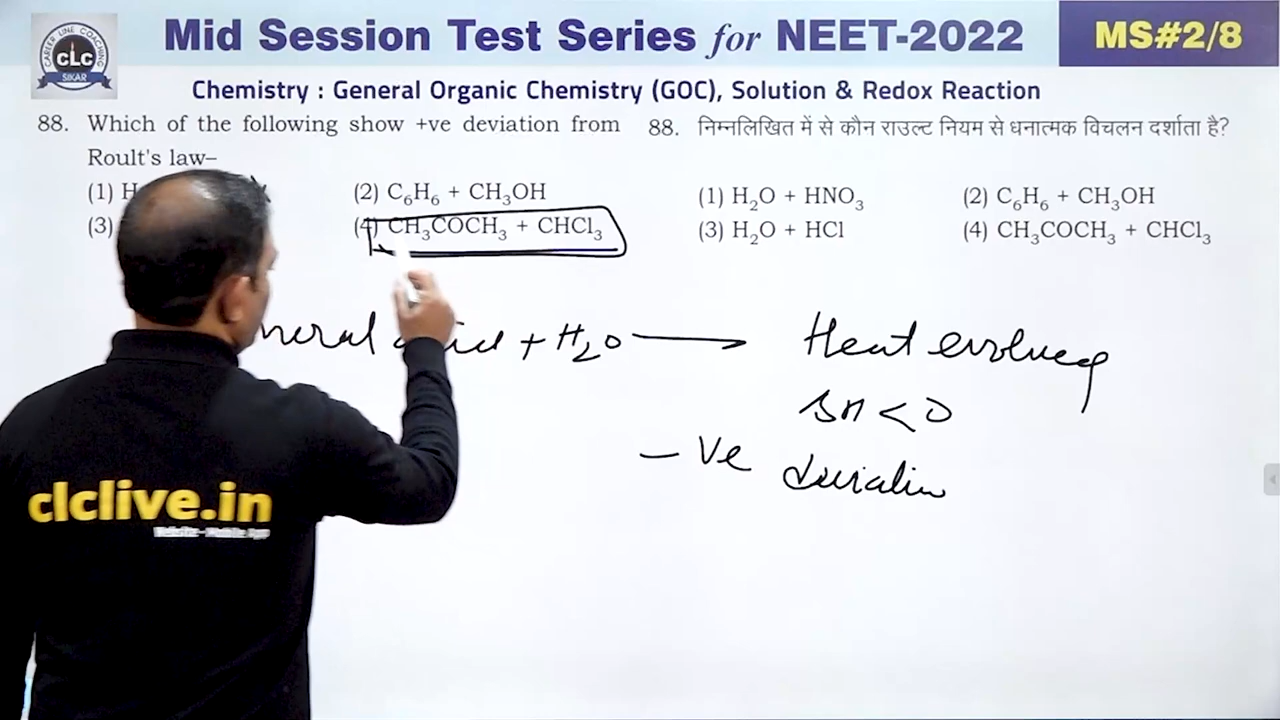 Mid Session Test Series for NEET-2022
MS#2/8
CAREER LINE COACHING
CLC
SIKAR
Chemistry : General Organic Chemistry (GOC), Solution & Redox Reaction
88. Which of the following show +ve deviation from
Roult's law–
(1) H
(2) C₆H₆ + CH₃OH
(3)
(4) CH₃COCH₃ + CHCl₃
88. निम्नलिखित में से कौन राउल्ट नियम से धनात्मक विचलन दर्शाता है?
(1) H₂O + HNO₃
(2) C₆H₆ + CH₃OH
(3) H₂O + HCl
(4) CH₃COCH₃ + CHCl₃
+ H₂O → Heat evolved
< 0
– Ve
clclive.in